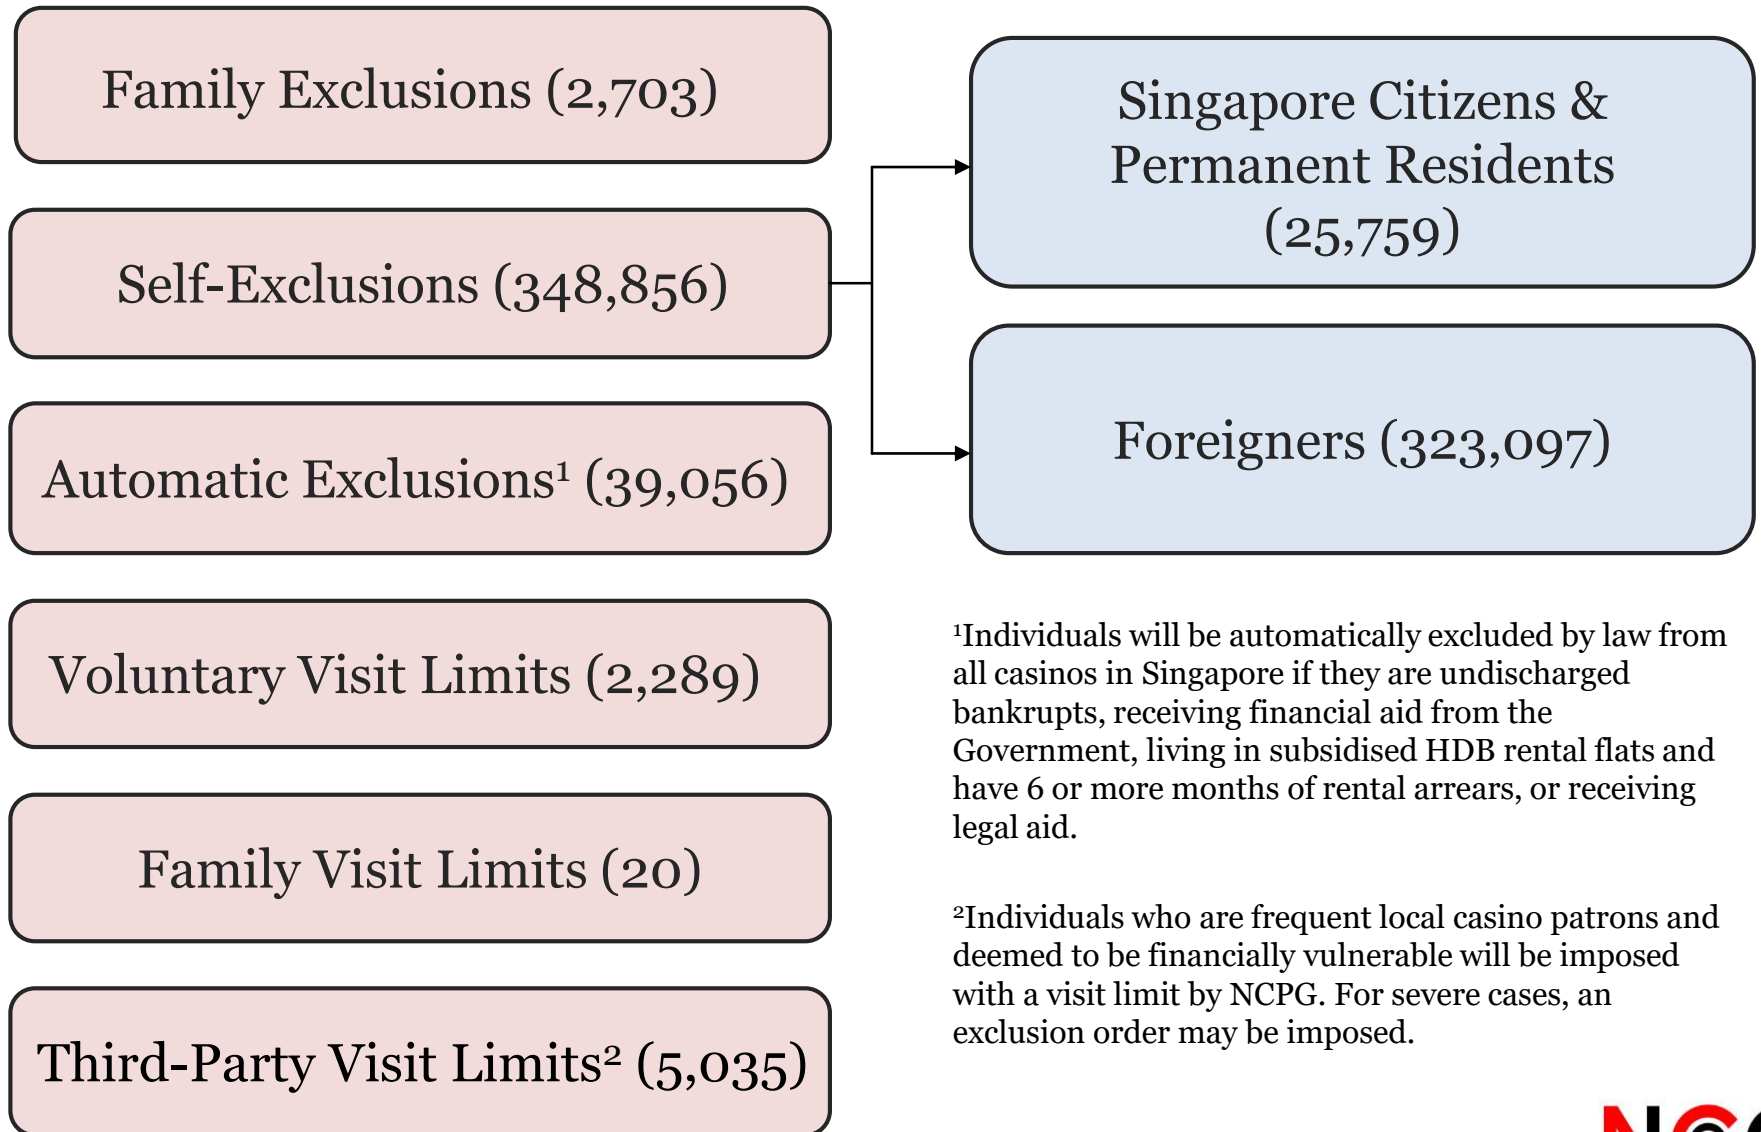 Family Exclusions (2,703)
Self-Exclusions (348,856)
Automatic Exclusions¹ (39,056)
Voluntary Visit Limits (2,289)
Family Visit Limits (20)
Third-Party Visit Limits² (5,035)
Singapore Citizens &
Permanent Residents
(25,759)
Foreigners (323,097)
¹Individuals will be automatically excluded by law from
all casinos in Singapore if they are undischarged
bankrupts, receiving financial aid from the
Government, living in subsidised HDB rental flats and
have 6 or more months of rental arrears, or receiving
legal aid.
²Individuals who are frequent local casino patrons and
deemed to be financially vulnerable will be imposed
with a visit limit by NCPG. For severe cases, an
exclusion order may be imposed.